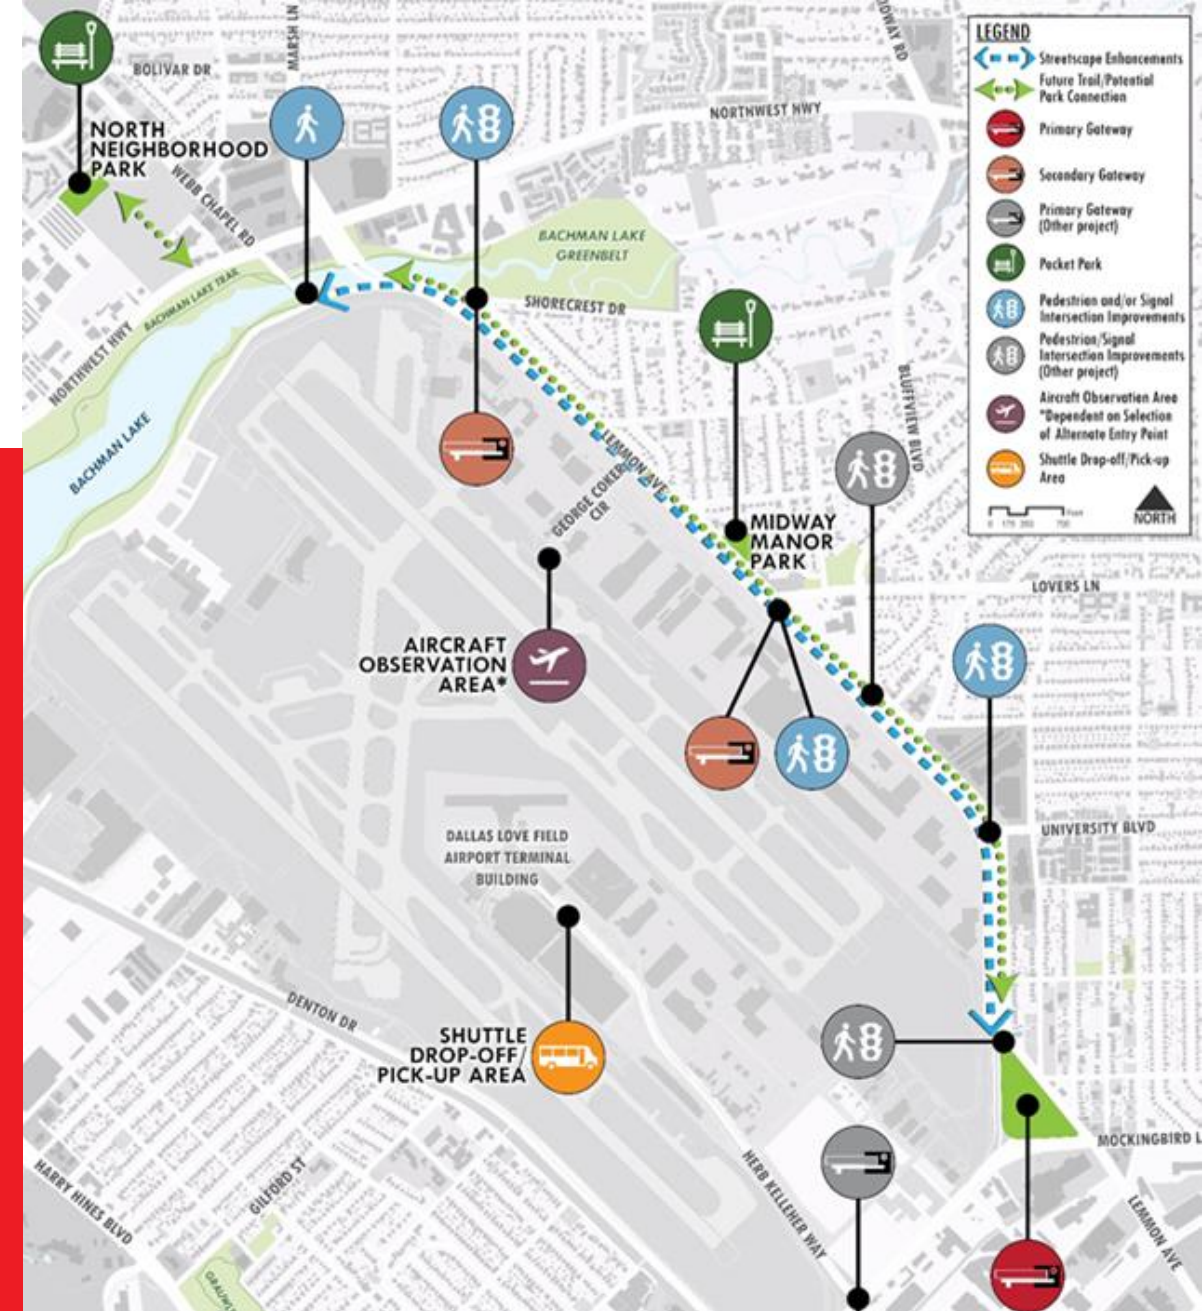 BOLIVAR DR
MARSH LN
NORTHWEST HWY
NORTH
NEIGHBORHOOD
PARK
WEBB CHAPEL RD
BACHMAN LAKE
GREENBELT
SHORECREST DR
BACHMAN LAKE TRAIL
NORTHWEST HWY
BACHMAN LAKE
LEMMON AVE
GEORGE COKER
CIR
BLUFFVIEW BLVD
LEGEND
Streetscape Enhancements
Future Trail/Potential
Park Connection
Primary Gateway
Secondary Gateway
Primary Gateway
(Other project)
Pocket Park
Pedestrian and/or Signal
Intersection Improvements
Pedestrian/Signal
Intersection Improvements
(Other project)
Aircraft Observation Area
*Dependent on Selection
of Alternate Entry Point
Shuttle Drop-off/Pick-up
Area
NORTH
MIDWAY
MANOR
PARK
LOVERS LN
AIRCRAFT
OBSERVATION
AREA*
DALLAS LOVE FIELD
AIRPORT TERMINAL
BUILDING
UNIVERSITY BLVD
DENTON DR
SHUTTLE
DROP-OFF/
PICK-UP AREA
MOCKINGBIRD L
HARRY HINES BLVD
GILFORD ST
HERB KELLEHER WAY
LEMMON AVE